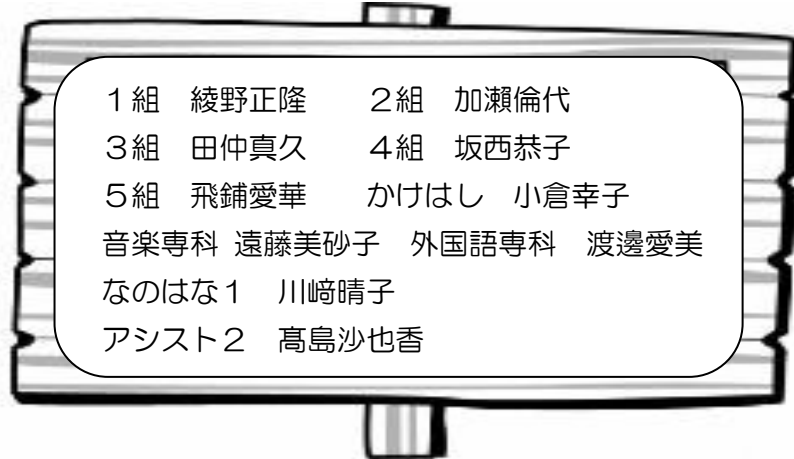 1組　綾野正隆　　2組　加瀬倫代
3組　田仲真久　　4組　坂西恭子
5組　飛鋪愛華　　かけはし　小倉幸子
音楽専科 遠藤美砂子　外国語専科　渡邊愛美
なのはな1　川﨑晴子
アシスト2　髙島沙也香